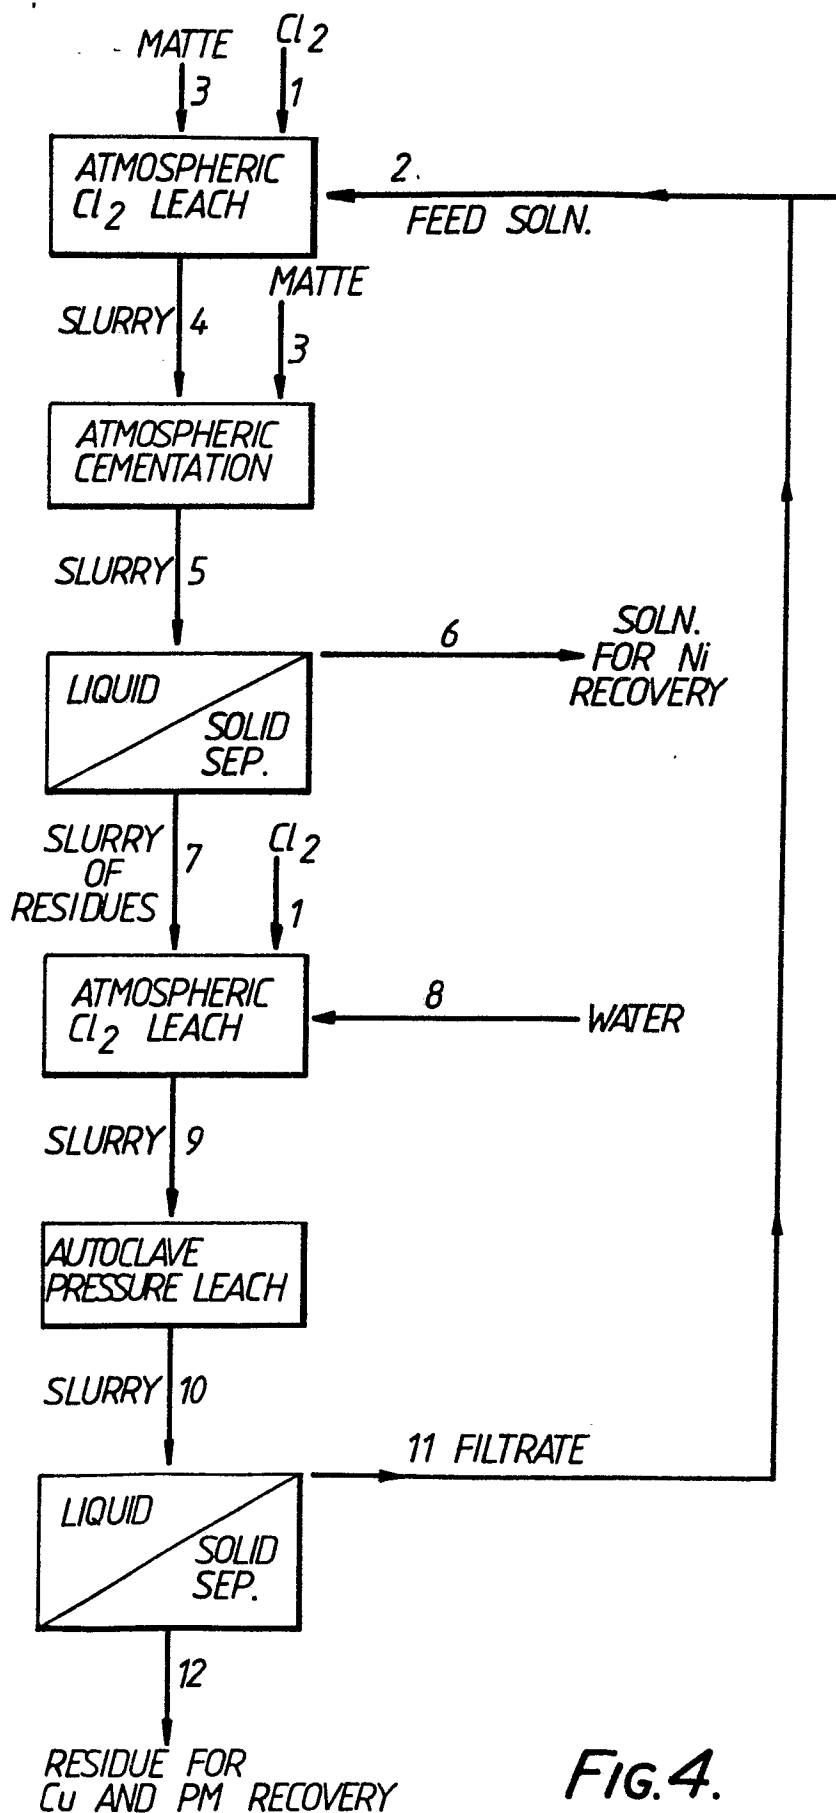 MATTE
Cl2
3
1
ATMOSPHERIC
Cl2 LEACH
2.
FEED SOLN.
MATTE
SLURRY 4
3
ATMOSPHERIC
CEMENTATION
SLURRY 5
6
SOLN.
FOR Ni
RECOVERY
LIQUID
SOLID
SEP.
SLURRY
OF
RESIDUES
7
Cl2
1
ATMOSPHERIC
Cl2 LEACH
8
WATER
SLURRY 9
AUTOCLAVE
PRESSURE LEACH
SLURRY 10
11 FILTRATE
LIQUID
SOLID
SEP.
12
RESIDUE FOR
Cu AND PM RECOVERY
FIG.4.